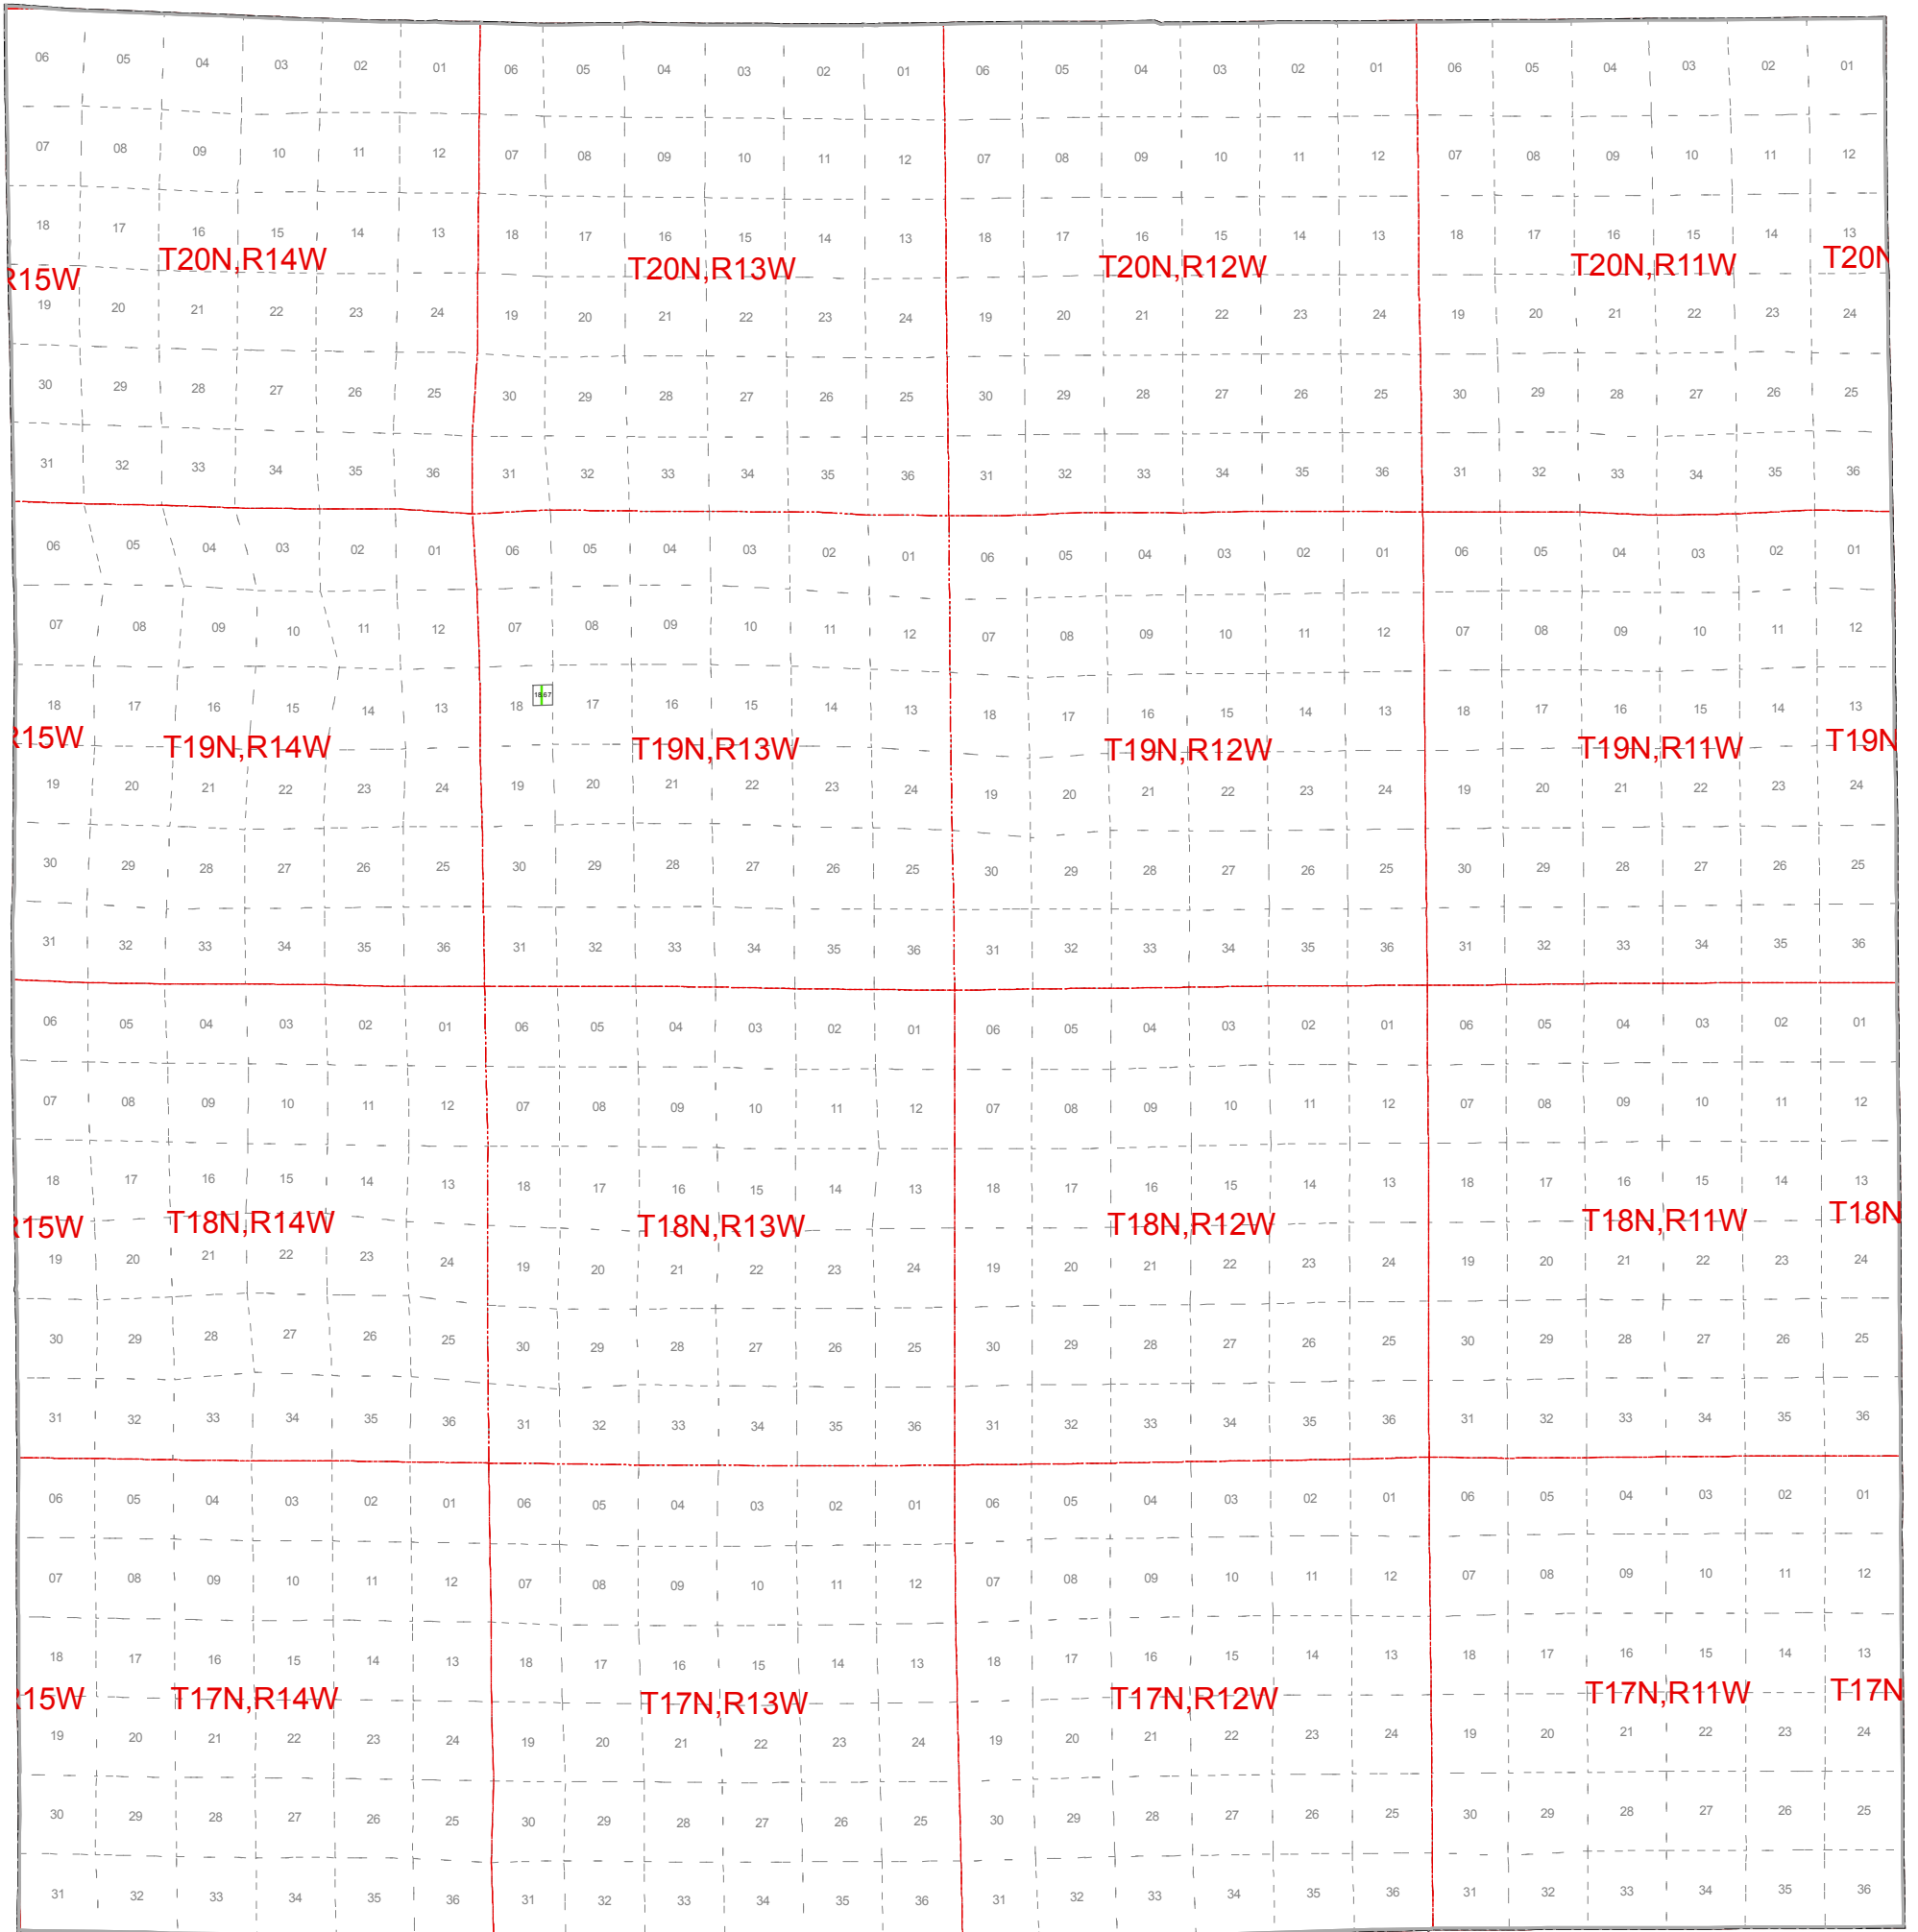 06 05 04 03 02 01 06 05 04 03 02 01 06 05 04 03 02 01 06 05 04 03 02 01
07 08 09 10 11 12 07 08 09 10 11 12 07 08 09 10 11 12 07 08 09 10 11 12
18 17 16 15 14 13 18 17 16 15 14 13 18 17 16 15 14 13 18 17 16 15 14 13
R15W T20N,R14W T20N,R13W T20N,R12W T20N,R11W T20N
19 20 21 22 23 24 19 20 21 22 23 24 19 20 21 22 23 24 19 20 21 22 23 24
30 29 28 27 26 25 30 29 28 27 26 25 30 29 28 27 26 25 30 29 28 27 26 25
31 32 33 34 35 36 31 32 33 34 35 36 31 32 33 34 35 36 31 32 33 34 35 36
06 05 04 03 02 01 06 05 04 03 02 01 06 05 04 03 02 01 06 05 04 03 02 01
07 08 09 10 11 12 07 08 09 10 11 12 07 08 09 10 11 12 07 08 09 10 11 12
18 17 16 15 14 13 18 18.67 17 16 15 14 13 18 17 16 15 14 13 18 17 16 15 14 13
R15W T19N,R14W T19N,R13W T19N,R12W T19N,R11W T19N
19 20 21 22 23 24 19 20 21 22 23 24 19 20 21 22 23 24 19 20 21 22 23 24
30 29 28 27 26 25 30 29 28 27 26 25 30 29 28 27 26 25 30 29 28 27 26 25
31 32 33 34 35 36 31 32 33 34 35 36 31 32 33 34 35 36 31 32 33 34 35 36
06 05 04 03 02 01 06 05 04 03 02 01 06 05 04 03 02 01 06 05 04 03 02 01
07 08 09 10 11 12 07 08 09 10 11 12 07 08 09 10 11 12 07 08 09 10 11 12
18 17 16 15 14 13 18 17 16 15 14 13 18 17 16 15 14 13 18 17 16 15 14 13
R15W T18N,R14W T18N,R13W T18N,R12W T18N,R11W T18N
19 20 21 22 23 24 19 20 21 22 23 24 19 20 21 22 23 24 19 20 21 22 23 24
30 29 28 27 26 25 30 29 28 27 26 25 30 29 28 27 26 25 30 29 28 27 26 25
31 32 33 34 35 36 31 32 33 34 35 36 31 32 33 34 35 36 31 32 33 34 35 36
06 05 04 03 02 01 06 05 04 03 02 01 06 05 04 03 02 01 06 05 04 03 02 01
07 08 09 10 11 12 07 08 09 10 11 12 07 08 09 10 11 12 07 08 09 10 11 12
18 17 16 15 14 13 18 17 16 15 14 13 18 17 16 15 14 13 18 17 16 15 14 13
15W T17N,R14W T17N,R13W T17N,R12W T17N,R11W T17N
19 20 21 22 23 24 19 20 21 22 23 24 19 20 21 22 23 24 19 20 21 22 23 24
30 29 28 27 26 25 30 29 28 27 26 25 30 29 28 27 26 25 30 29 28 27 26 25
31 32 33 34 35 36 31 32 33 34 35 36 31 32 33 34 35 36 31 32 33 34 35 36